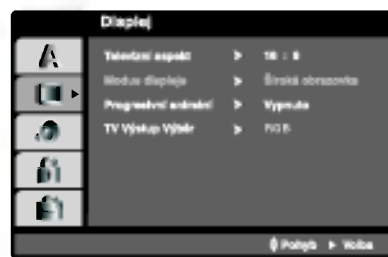 Displej
A
Televizní aspekt > 16 : 9
Modus displeje > Široká obrazovka
Progresivní snímání > Vypnuto
TV Výstup Výběr > RGB
Pohyb Volba